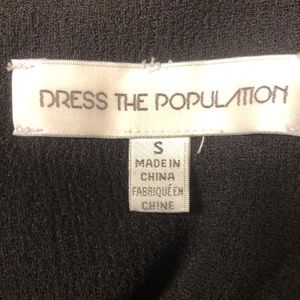 DRESS THE POPULATION
S
MADE IN
CHINA
FABRIQUÉ EN
CHINE